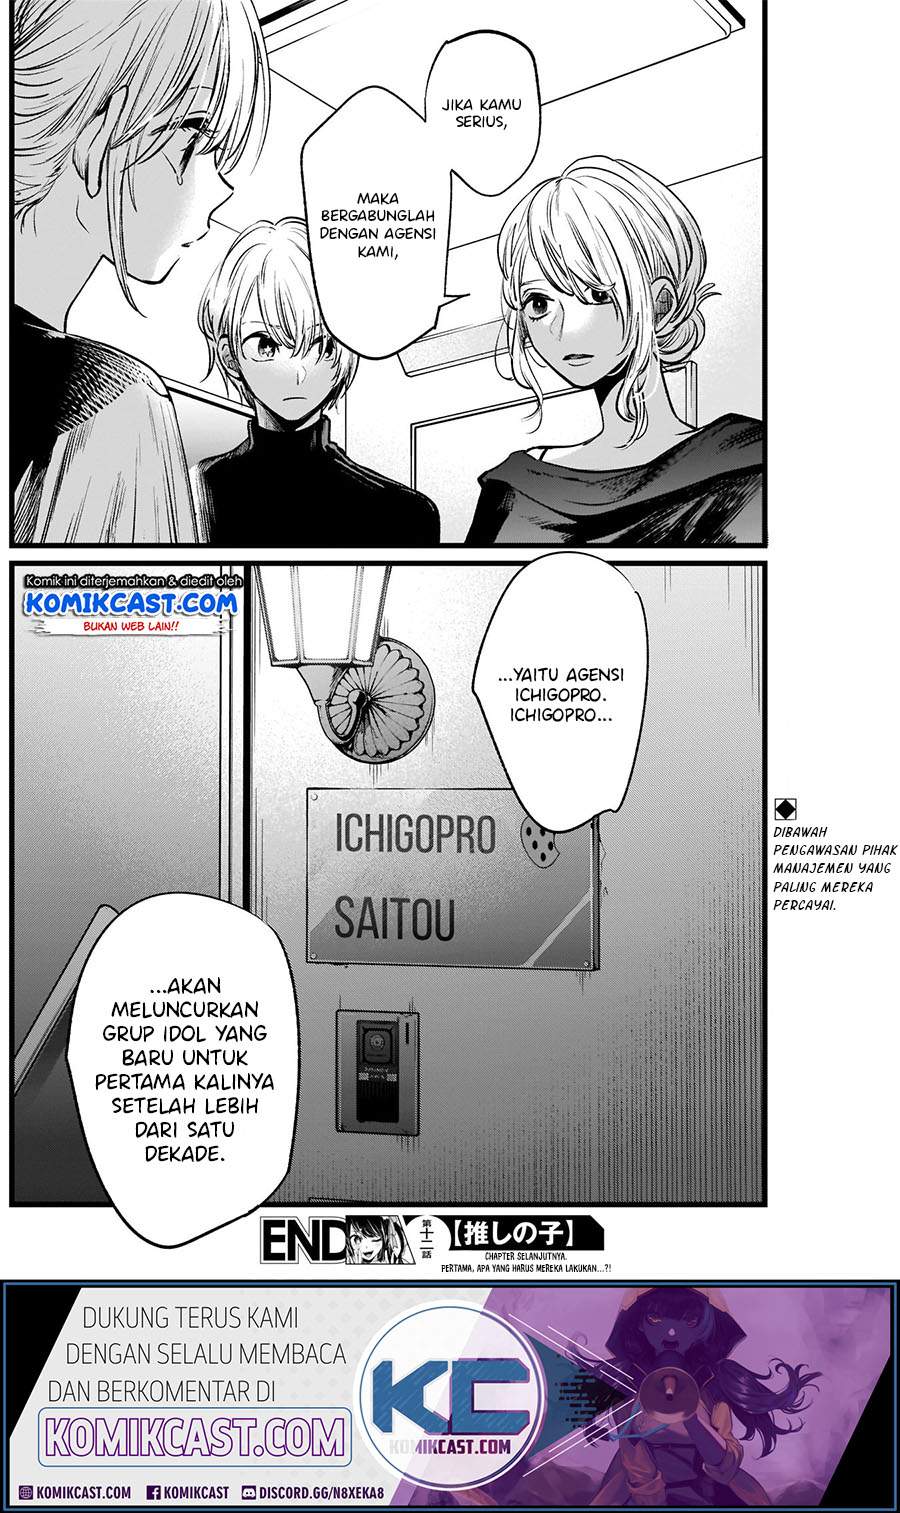 JIKA KAMU
SERIUS,
MAKA
BERGABUNGLAH
DENGAN AGENSI
KAMI,
Komik ini diterjemahkan & diedit oleh
KOMIKCAST.COM
BUKAN WEB LAIN!!
...YAITU AGENSI
ICHIGOPRO.
ICHIGOPRO...
ICHIGOPRO
SAITOU
DIBAWAH
PENGAWASAN PIHAK
MANAJEMEN YANG
PALING MEREKA
PERCAYAI.
...AKAN
MELUNCURKAN
GRUP IDOL YANG
BARU UNTUK
PERTAMA KALINYA
SETELAH LEBIH
DARI SATU
DEKADE.
END
第十二話
【推しの子】
CHAPTER SELANJUTNYA.
PERTAMA, APA YANG HARUS MEREKA LAKUKAN...?!
DUKUNG TERUS KAMI
DENGAN SELALU MEMBACA
DAN BERKOMENTAR DI
KOMIKCAST.COM
KC
KOMIKCAST.COM
KOMIKCAST.COM
KOMIKCAST
DISCORD.GG/N8XEKA8